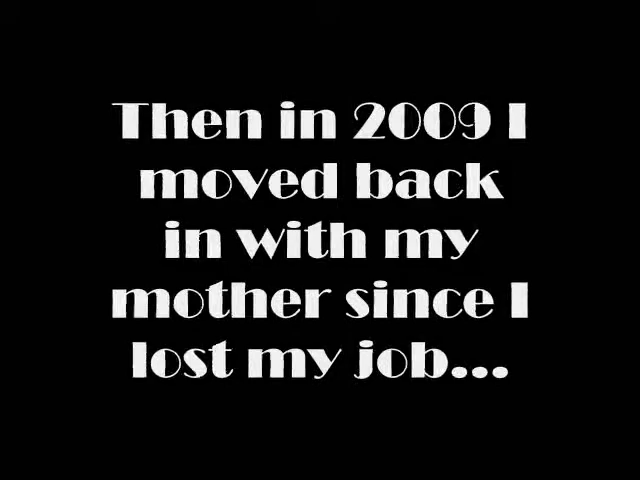 Then in 2009 I
moved back
in with my
mother since I
lost my job...